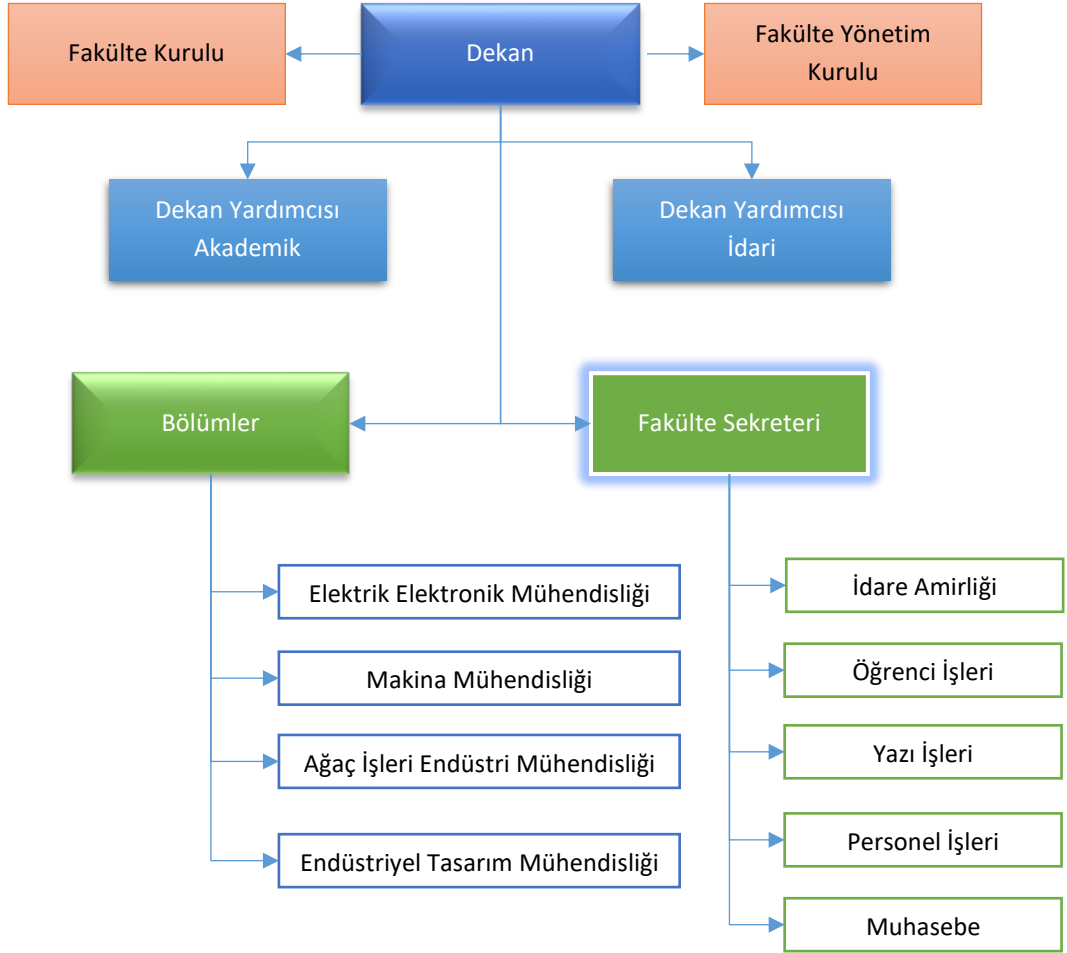 Fakülte Kurulu
Dekan
Fakülte Yönetim
Kurulu
Dekan Yardımcısı
Akademik
Dekan Yardımcısı
İdari
Bölümler
Fakülte Sekreteri
Elektrik Elektronik Mühendisliği
Makina Mühendisliği
Ağaç İşleri Endüstri Mühendisliği
Endüstriyel Tasarım Mühendisliği
İdare Amirliği
Öğrenci İşleri
Yazı İşleri
Personel İşleri
Muhasebe